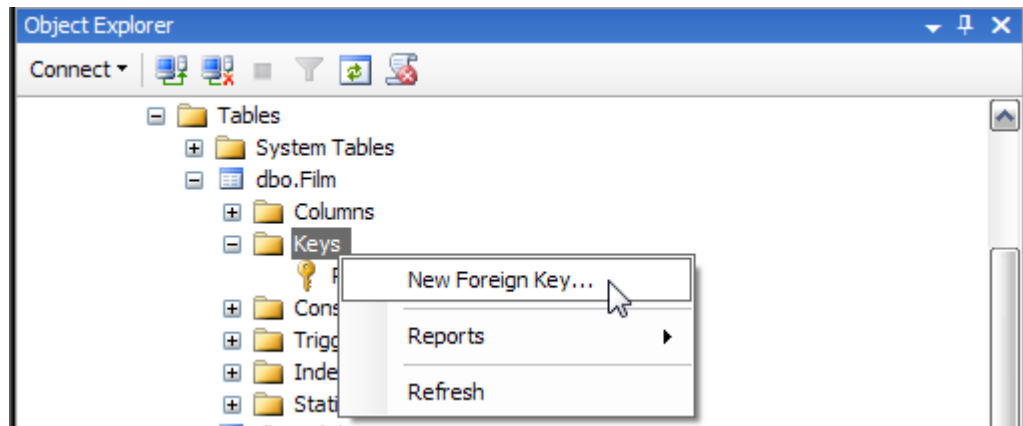 Object Explorer
Connect
Tables
System Tables
dbo.Film
Columns
Keys
New Foreign Key...
Reports
Refresh